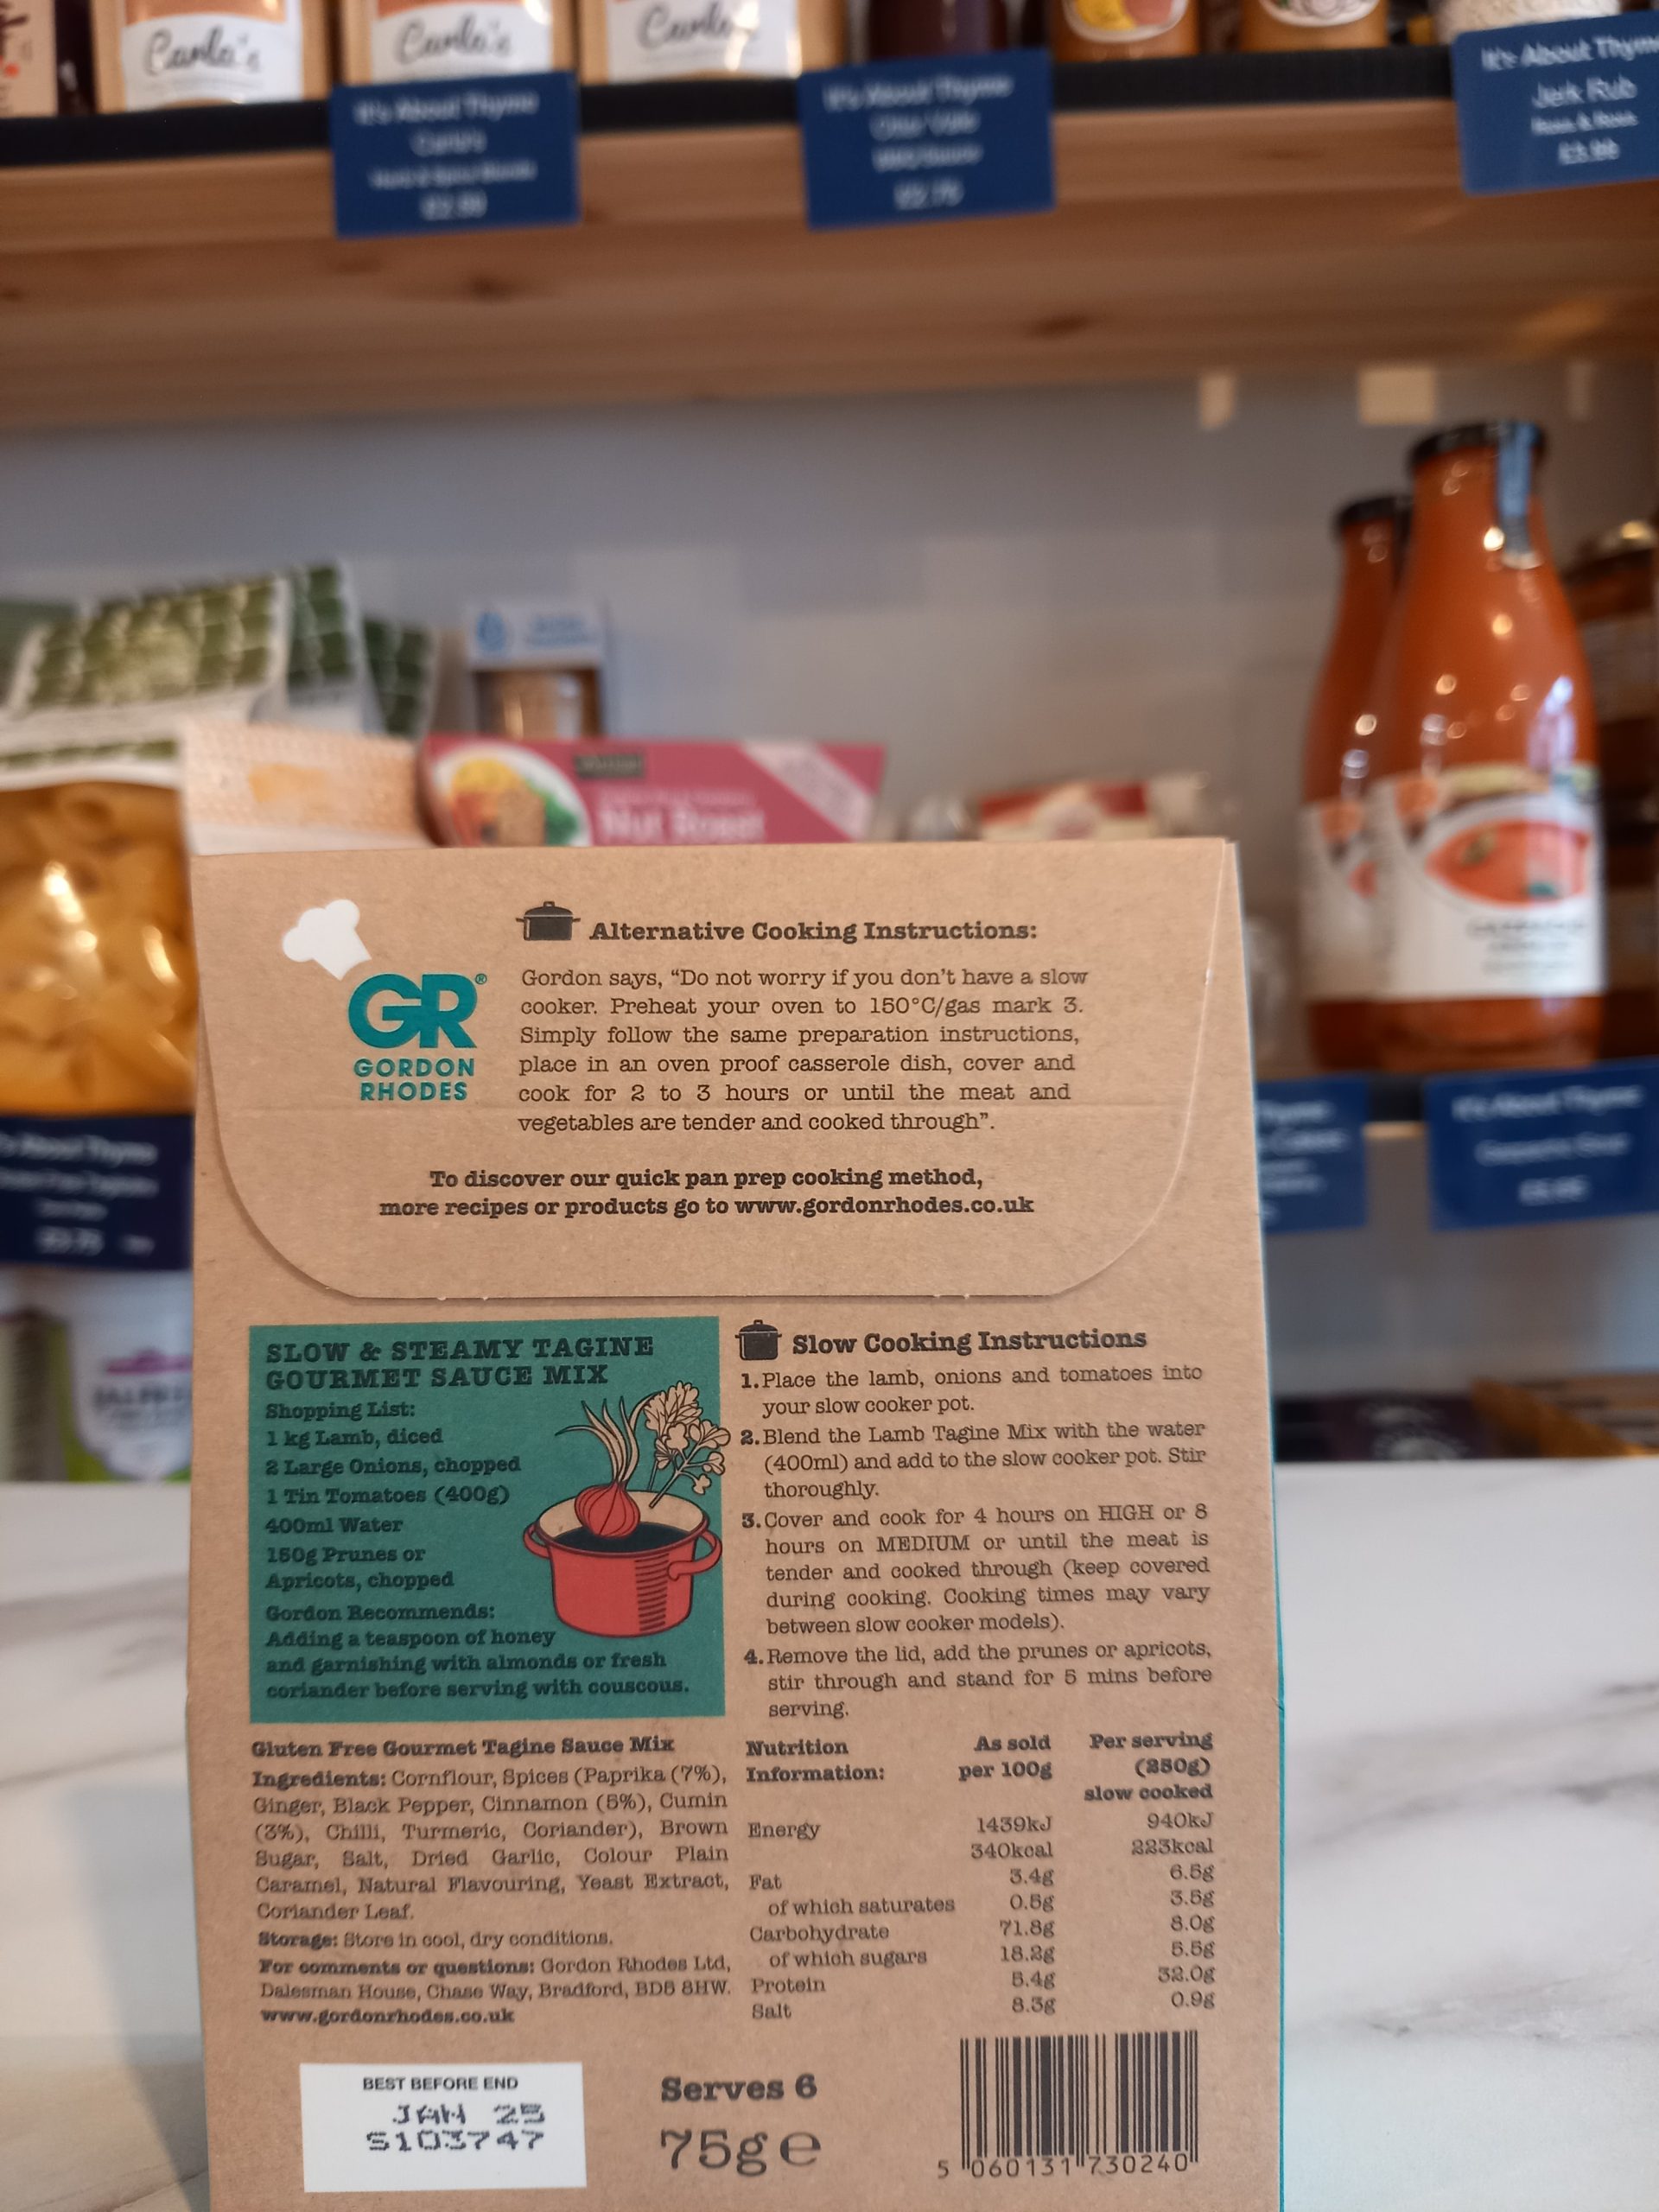 Carla's
Carla's
Carla's
It's About Thyme
Carla's
Herb & Spice Blends
It's About Thyme
£2.75
It's About Thyme
Jerk Rub
Nut Roast
Alternative Cooking Instructions:
GR®
GORDON
RHODES
Gordon says, “Do not worry if you don’t have a slow
cooker. Preheat your oven to 150°C/gas mark 3.
Simply follow the same preparation instructions,
place in an oven proof casserole dish, cover and
cook for 2 to 3 hours or until the meat and
vegetables are tender and cooked through”.
To discover our quick pan prep cooking method,
more recipes or products go to www.gordonrhodes.co.uk
It's About Thyme
SLOW & STEAMY TAGINE
GOURMET SAUCE MIX
Shopping List:
1 kg Lamb, diced
2 Large Onions, chopped
1 Tin Tomatoes (400g)
400ml Water
150g Prunes or
Apricots, chopped
Gordon Recommends:
Adding a teaspoon of honey
and garnishing with almonds or fresh
coriander before serving with couscous.
Slow Cooking Instructions
1. Place the lamb, onions and tomatoes into
your slow cooker pot.
2. Blend the Lamb Tagine Mix with the water
(400ml) and add to the slow cooker pot. Stir
thoroughly.
3. Cover and cook for 4 hours on HIGH or 8
hours on MEDIUM or until the meat is
tender and cooked through (keep covered
during cooking. Cooking times may vary
between slow cooker models).
4. Remove the lid, add the prunes or apricots,
stir through and stand for 5 mins before
serving.
Gluten Free Gourmet Tagine Sauce Mix
Ingredients: Cornflour, Spices (Paprika (7%),
Ginger, Black Pepper, Cinnamon (5%), Cumin
(3%), Chilli, Turmeric, Coriander), Brown
Sugar, Salt, Dried Garlic, Colour Plain
Caramel, Natural Flavouring, Yeast Extract,
Coriander Leaf.
Storage: Store in cool, dry conditions.
For comments or questions: Gordon Rhodes Ltd,
Dalesman House, Chase Way, Bradford, BD5 8HW.
www.gordonrhodes.co.uk
Nutrition As sold Per serving
Information: per 100g (250g)
slow cooked
Energy 1439kJ 940kJ
340kcal 223kcal
Fat 3.4g 6.5g
of which saturates 0.5g 3.5g
Carbohydrate 71.8g 8.0g
of which sugars 18.2g 5.5g
Protein 5.4g 32.0g
Salt 8.3g 0.9g
BEST BEFORE END
JAN 25
S103747
Serves 6
75g e
5 060131 730240